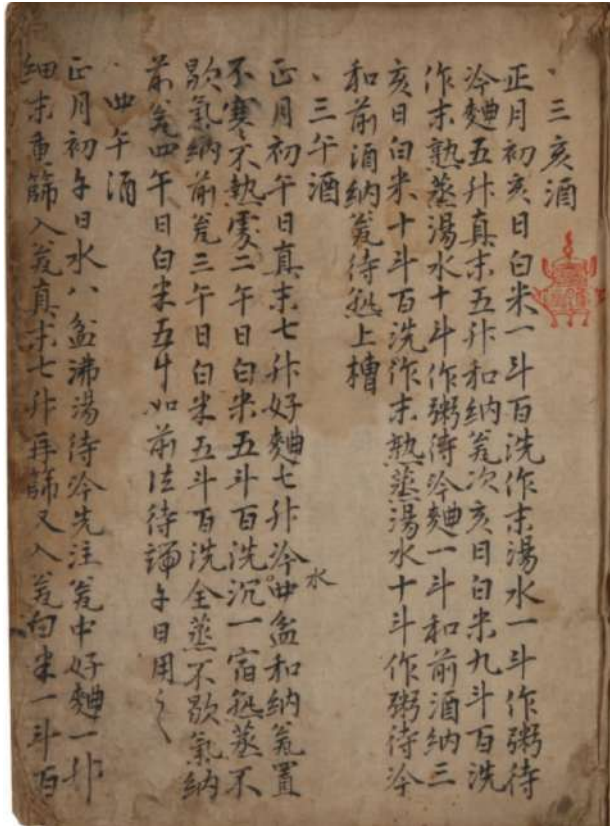 、三亥酒
正月初亥日白米一斗百洗作末湯水一斗作粥待
冷麯五升真末五升和納瓮次亥日白米九斗百洗
作末熟蒸湯水十斗作粥待冷麯一斗和前酒納三
亥日白米十斗百洗作末熟蒸湯水十斗作粥待冷
和前酒納瓮待熟上槽
、三午酒
正月初午日真末七升好麯七升冷水四盆和納瓮置
不寒不熱處二午日白米五斗百洗沉一宿熟蒸不
歇氣納前瓮三午日白米五斗百洗全蒸不歇氣納
前瓮四午日白米五斗如前法待端午日用之
、四午酒
正月初午日水八盆沸湯待冷先注瓮中好麯一升
細末重篩入瓮真末七升再篩又入瓮白米一斗百